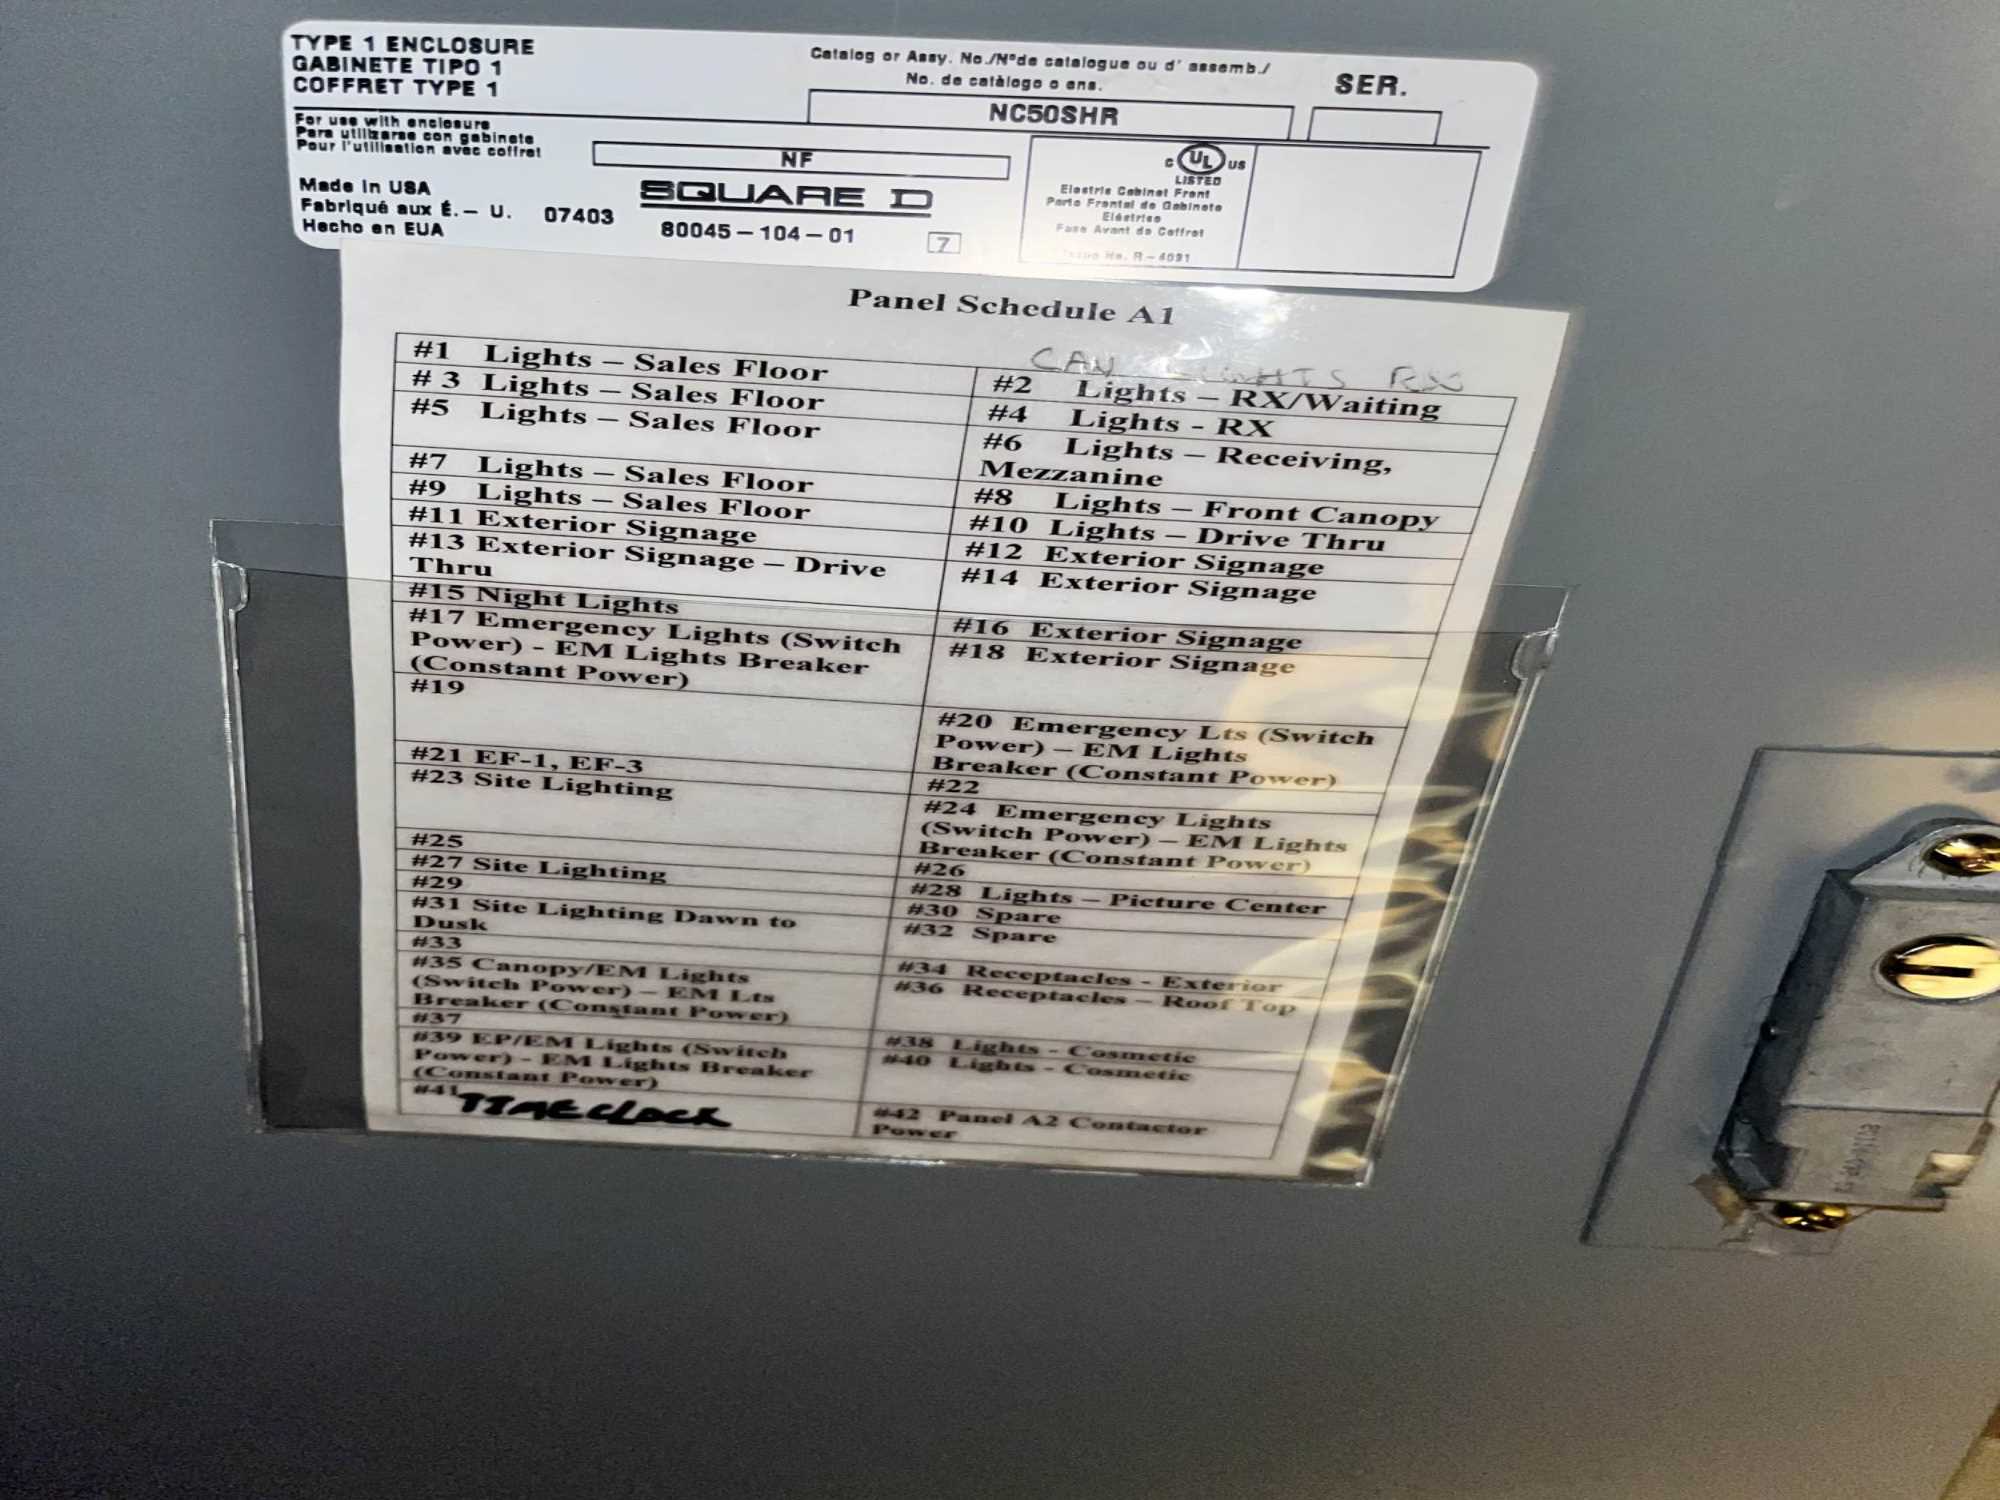 TYPE 1 ENCLOSURE
GABINETE TIPO 1
COFFRET TYPE 1
Catalog or Assy. No./N°de catalogue ou d' assemb./
No. de catàlogo o ens.
SER.
NC50SHR
For use with enclosure
Para utilizarse con gabinete
Pour l'utilisation avec coffret
NF
Made in USA
Fabriqué aux É.– U.
Hecho en EUA
07403
SQUARE D
80045–104–01
7
C UL US
LISTED
Electric Cabinet Front
Parte Frontal de Gabinete
Eléctrico
Face Avant de Coffret
No. R–4091
Panel Schedule A1
CAN LIGHTS RX
#1 Lights – Sales Floor
#2 Lights – RX/Waiting
# 3 Lights – Sales Floor
#4 Lights - RX
#5 Lights – Sales Floor
#6 Lights – Receiving,
Mezzanine
#7 Lights – Sales Floor
#8 Lights – Front Canopy
#9 Lights – Sales Floor
#10 Lights – Drive Thru
#11 Exterior Signage
#12 Exterior Signage
#13 Exterior Signage – Drive
Thru
#14 Exterior Signage
#15 Night Lights
#16 Exterior Signage
#17 Emergency Lights (Switch
Power) - EM Lights Breaker
(Constant Power)
#18 Exterior Signage
#19
#20 Emergency Lts (Switch
Power) – EM Lights
Breaker (Constant Power)
#21 EF-1, EF-3
#22
#23 Site Lighting
#24 Emergency Lights
(Switch Power) – EM Lights
Breaker (Constant Power)
#25
#26
#27 Site Lighting
#28 Lights – Picture Center
#29
#30 Spare
#31 Site Lighting Dawn to
Dusk
#32 Spare
#33
#34 Receptacles - Exterior
#35 Canopy/EM Lights
(Switch Power) – EM Lts
Breaker (Constant Power)
#36 Receptacles – Roof Top
#37
#38 Lights - Cosmetic
#39 EP/EM Lights (Switch
Power) - EM Lights Breaker
(Constant Power)
#40 Lights - Cosmetic
#41 TIMECLOCK
#42 Panel A2 Contactor
Power